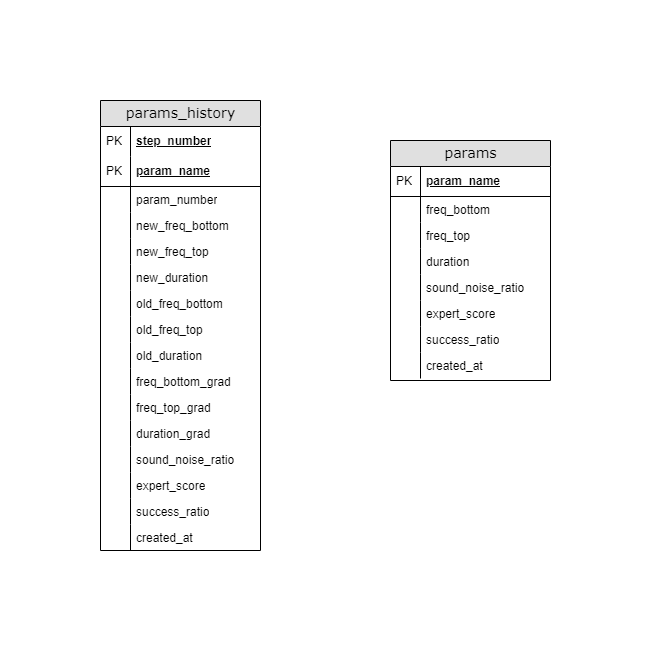 params_history
PK step_number
PK param_name
param_number
new_freq_bottom
new_freq_top
new_duration
old_freq_bottom
old_freq_top
old_duration
freq_bottom_grad
freq_top_grad
duration_grad
sound_noise_ratio
expert_score
success_ratio
created_at
params
PK param_name
freq_bottom
freq_top
duration
sound_noise_ratio
expert_score
success_ratio
created_at